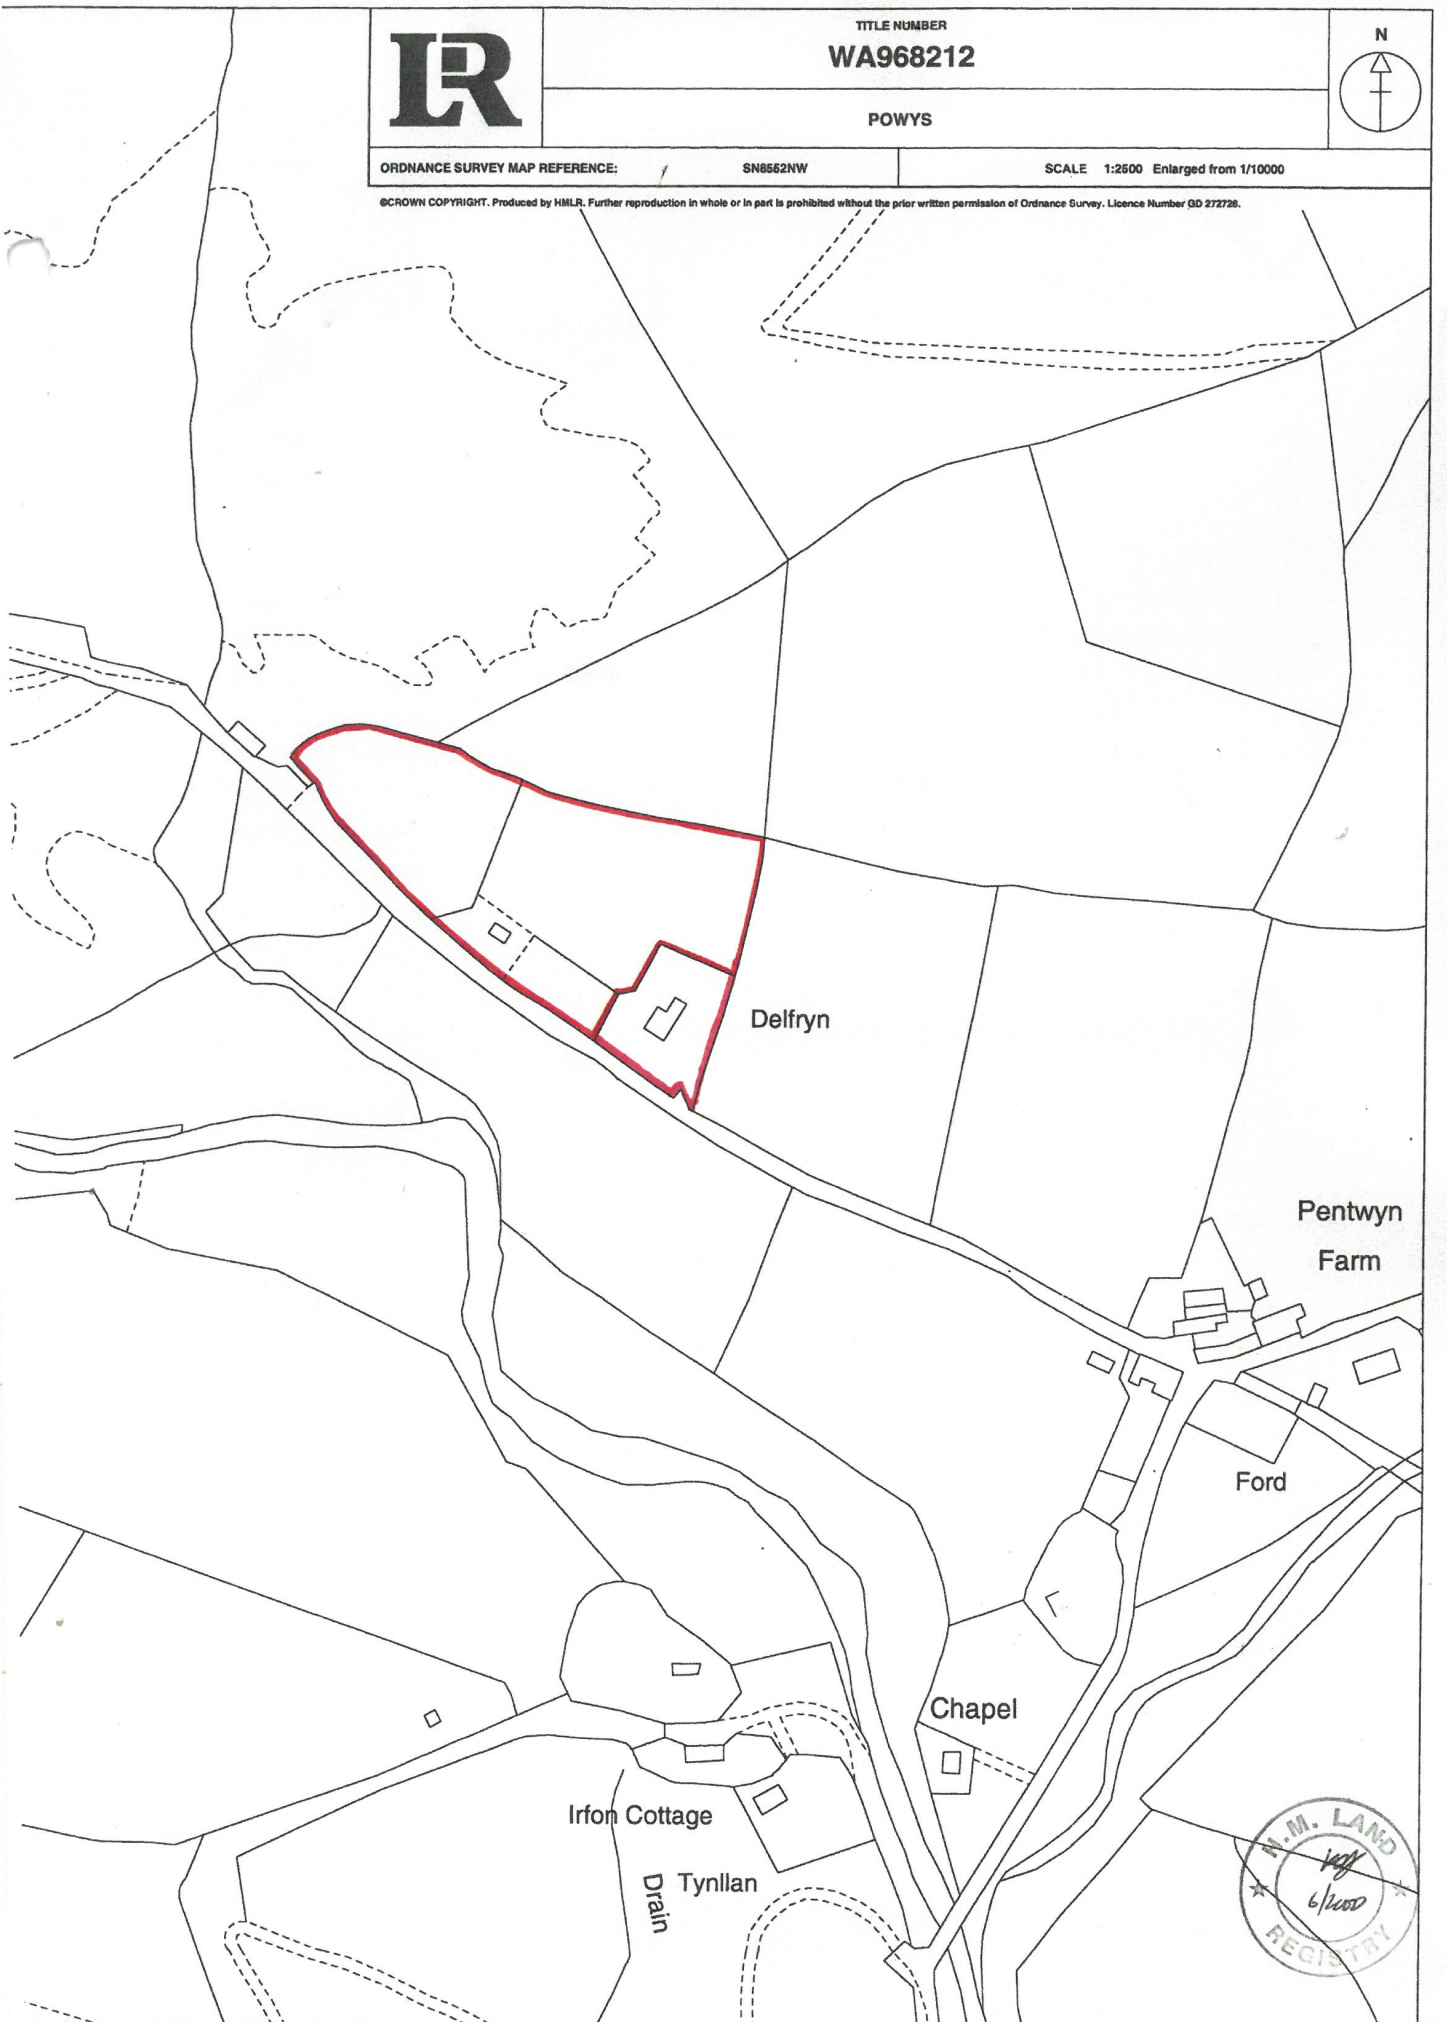 LR
TITLE NUMBER
WA968212
N
POWYS
ORDNANCE SURVEY MAP REFERENCE:
SN8552NW
SCALE 1:2500 Enlarged from 1/10000
©CROWN COPYRIGHT. Produced by HMLR. Further reproduction in whole or in part is prohibited without the prior written permission of Ordnance Survey. Licence Number GD 272728.
Delfryn
Pentwyn
Farm
Ford
Chapel
Irfon Cottage
Tynllan
Drain
H.M. LAND
6/2000
REGISTRY